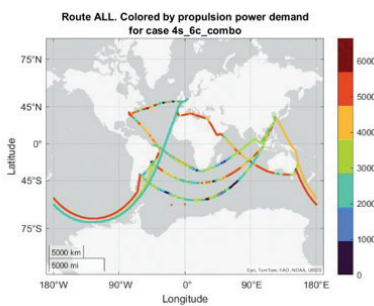 Route ALL. Colored by propulsion power demand
for case 4s_6c_combo
75°N
45°N
0°
45°S
75°S
Latitude
5000 km
5000 mi
Esri, TomTom, FAO, NOAA, USGS
180°W
90°W
0°
90°E
180°E
Longitude
6000
5000
4000
3000
2000
1000
0